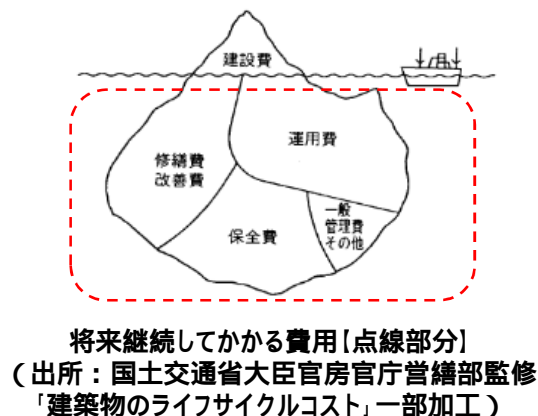 建設費
運用費
修繕費
改善費
保全費
一般
管理費
その他
将来継続してかかる費用【点線部分】
(出所：国土交通省大臣官房官庁営繕部監修
「建築物のライフサイクルコスト」一部加工)